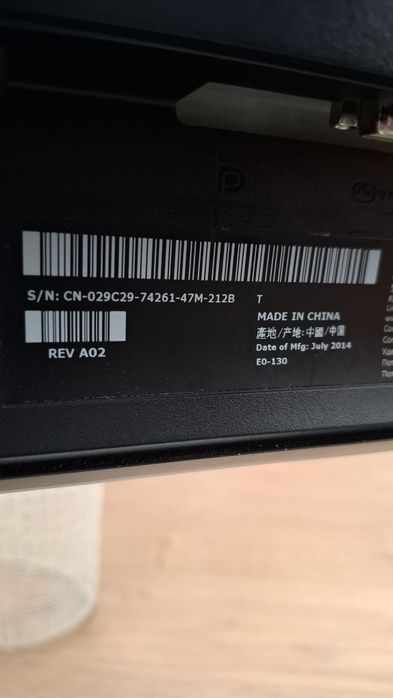 S/N: CN-029C29-74261-47M-212B T
REV A02
MADE IN CHINA
產地/产地: 中國/中国
Date of Mfg: July 2014
E0-130